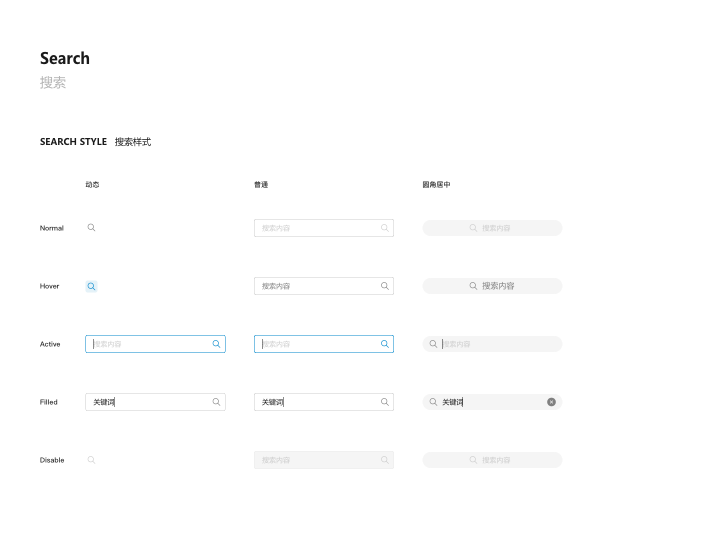 Search
搜索
SEARCH STYLE 搜索样式
动态 普通 圆角居中
Normal 搜索内容 搜索内容
Hover 搜索内容 搜索内容
Active 搜索内容 搜索内容 搜索内容
Filled 关键词 关键词 关键词
Disable 搜索内容 搜索内容